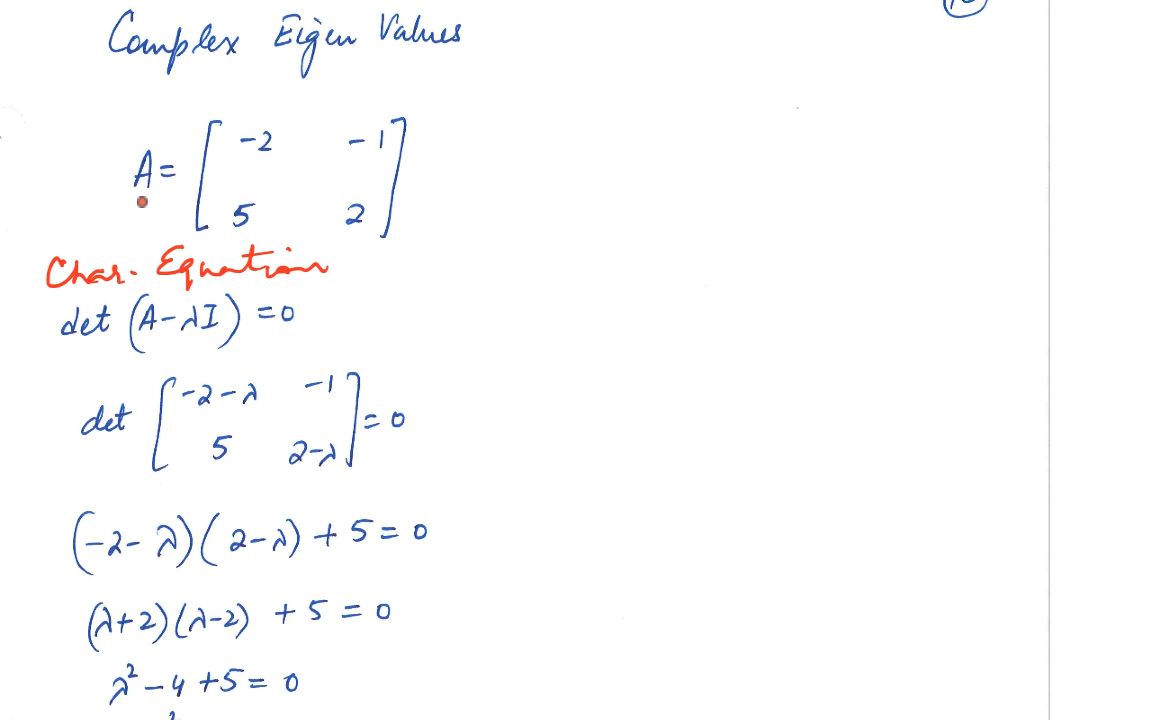 Complex Eigen Values
A = [ -2 -1
5 2 ]
Char. Equation
det (A - λI) = 0
det [ -2-λ -1
5 2-λ ] = 0
(-2-λ)(2-λ) + 5 = 0
(λ+2)(λ-2) + 5 = 0
λ² - 4 + 5 = 0